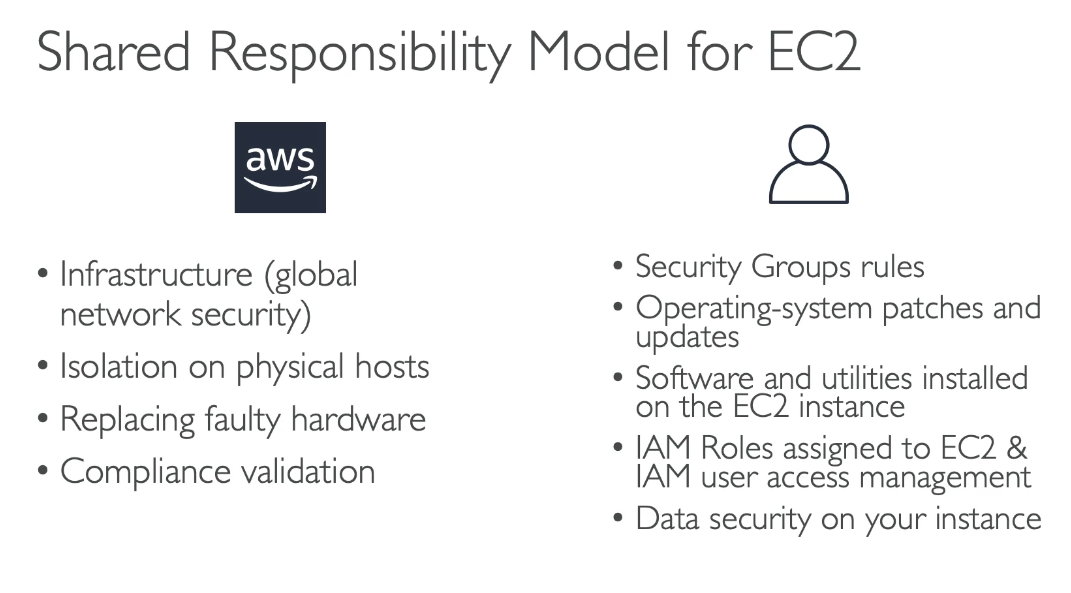 Shared Responsibility Model for EC2
aws
• Infrastructure (global
network security)
• Isolation on physical hosts
• Replacing faulty hardware
• Compliance validation
• Security Groups rules
• Operating-system patches and
updates
• Software and utilities installed
on the EC2 instance
• IAM Roles assigned to EC2 &
IAM user access management
• Data security on your instance